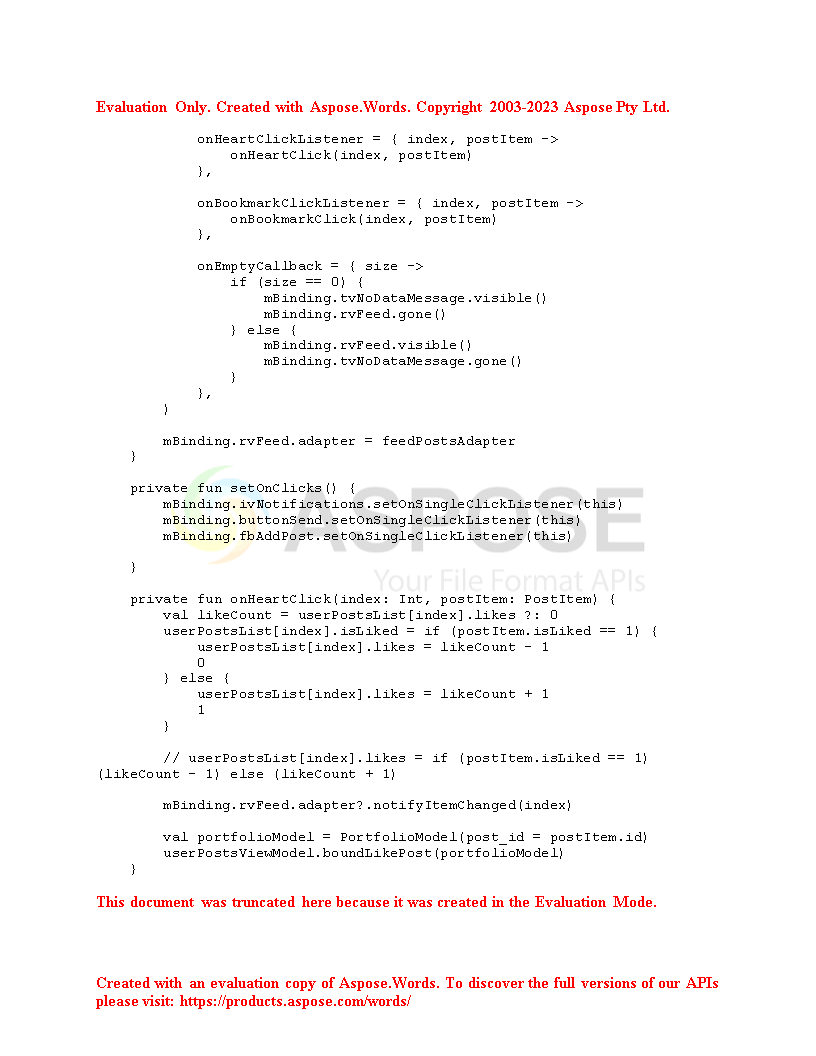 Evaluation Only. Created with Aspose.Words. Copyright 2003-2023 Aspose Pty Ltd.
            onHeartClickListener = { index, postItem ->
                onHeartClick(index, postItem)
            },

            onBookmarkClickListener = { index, postItem ->
                onBookmarkClick(index, postItem)
            },

            onEmptyCallback = { size ->
                if (size == 0) {
                    mBinding.tvNoDataMessage.visible()
                    mBinding.rvFeed.gone()
                } else {
                    mBinding.rvFeed.visible()
                    mBinding.tvNoDataMessage.gone()
                }
            },
        )

        mBinding.rvFeed.adapter = feedPostsAdapter
    }

    private fun setOnClicks() {
        mBinding.ivNotifications.setOnSingleClickListener(this)
        mBinding.buttonSend.setOnSingleClickListener(this)
        mBinding.fbAddPost.setOnSingleClickListener(this)
ASPOSE
    }
Your File Format APIs

    private fun onHeartClick(index: Int, postItem: PostItem) {
        val likeCount = userPostsList[index].likes ?: 0
        userPostsList[index].isLiked = if (postItem.isLiked == 1) {
            userPostsList[index].likes = likeCount - 1
            0
        } else {
            userPostsList[index].likes = likeCount + 1
            1
        }

        // userPostsList[index].likes = if (postItem.isLiked == 1)
(likeCount - 1) else (likeCount + 1)

        mBinding.rvFeed.adapter?.notifyItemChanged(index)

        val portfolioModel = PortfolioModel(post_id = postItem.id)
        userPostsViewModel.boundLikePost(portfolioModel)
    }
This document was truncated here because it was created in the Evaluation Mode.
Created with an evaluation copy of Aspose.Words. To discover the full versions of our APIs
please visit: https://products.aspose.com/words/